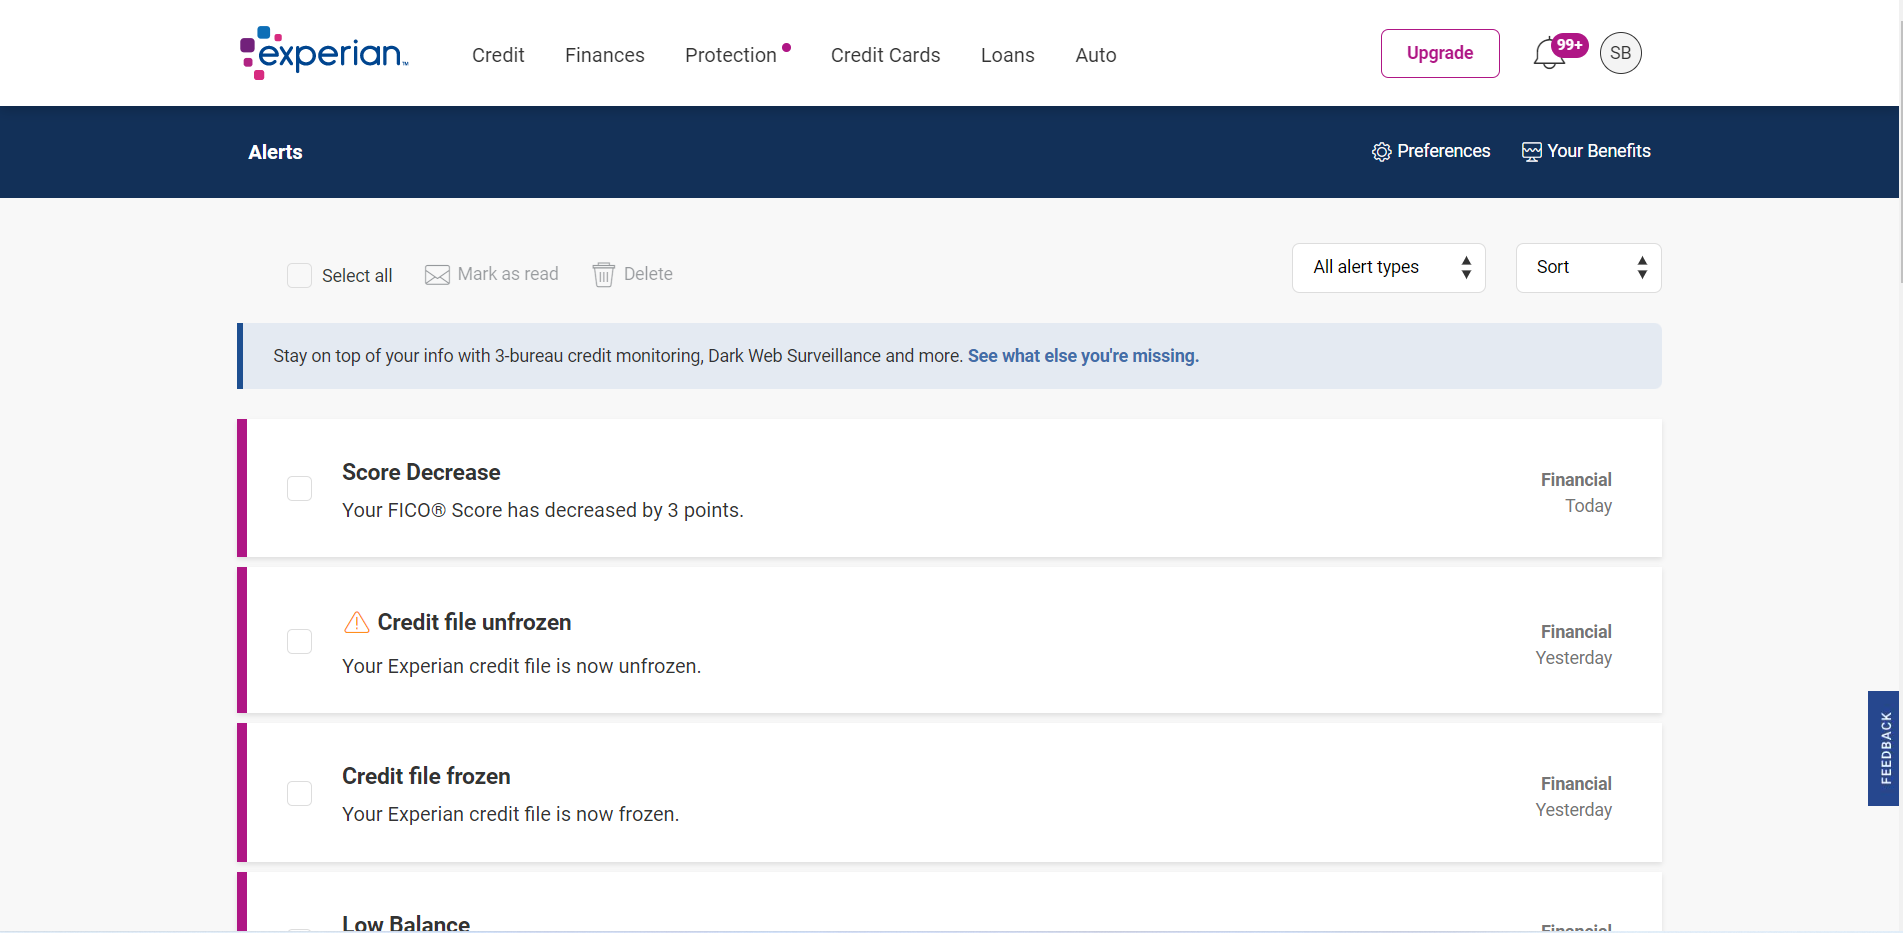 experian™
Credit Finances Protection Credit Cards Loans Auto
Upgrade
99+
SB
Alerts
Preferences Your Benefits
Select all Mark as read Delete
All alert types Sort
Stay on top of your info with 3-bureau credit monitoring, Dark Web Surveillance and more. See what else you're missing.
Score Decrease
Your FICO® Score has decreased by 3 points.
Financial
Today
Credit file unfrozen
Your Experian credit file is now unfrozen.
Financial
Yesterday
Credit file frozen
Your Experian credit file is now frozen.
Financial
Yesterday
FEEDBACK
Low Balance
Financial